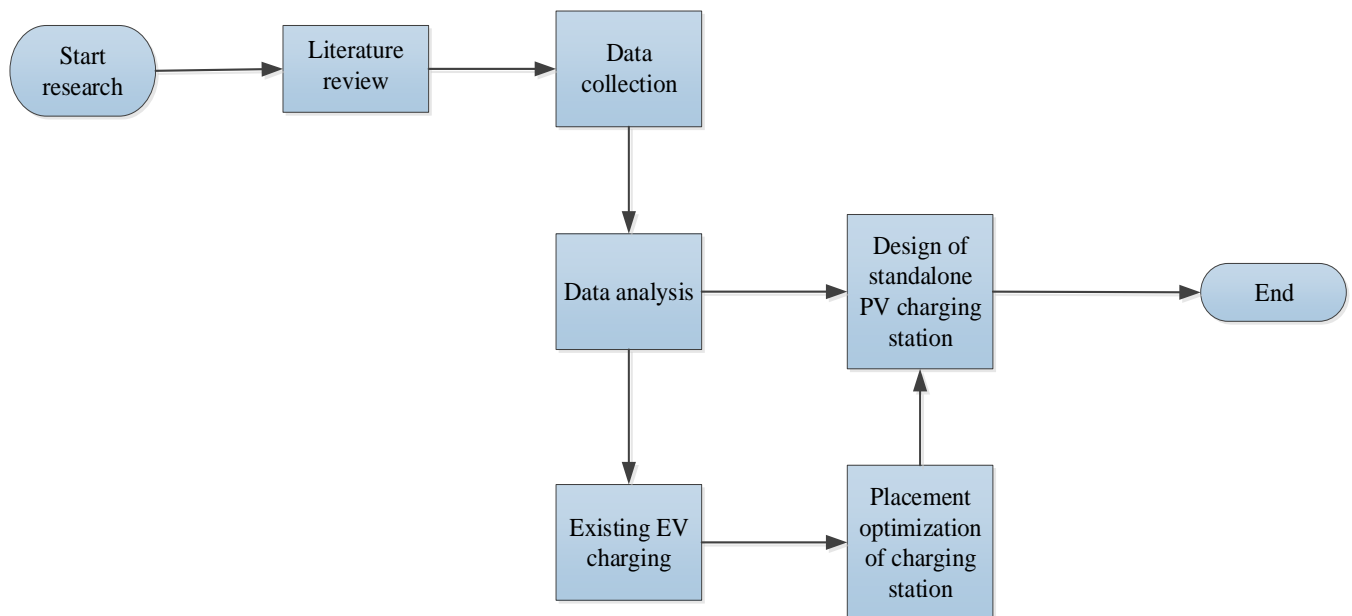 Start
research
Literature
review
Data
collection
Data analysis
Design of
standalone
PV charging
station
End
Existing EV
charging
Placement
optimization
of charging
station